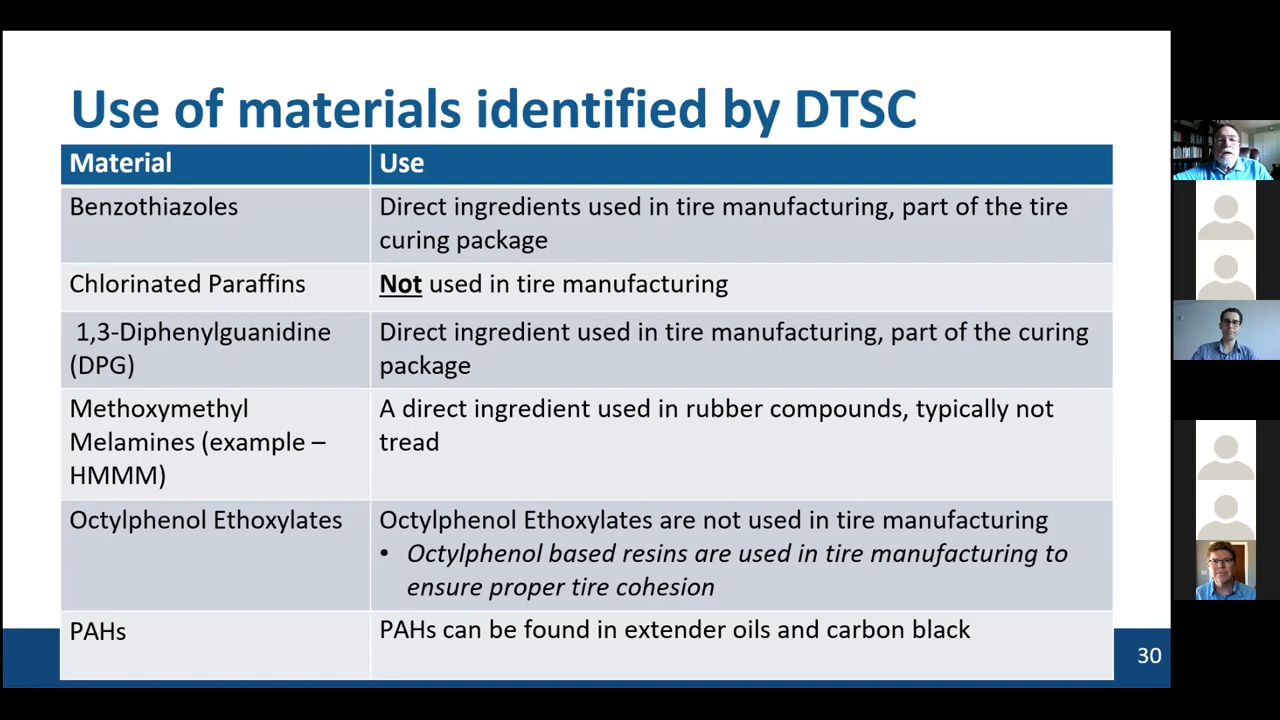 Use of materials identified by DTSC
Material
Use
Benzothiazoles
Direct ingredients used in tire manufacturing, part of the tire
curing package
Chlorinated Paraffins
Not used in tire manufacturing
1,3-Diphenylguanidine
(DPG)
Direct ingredient used in tire manufacturing, part of the curing
package
Methoxymethyl
Melamines (example –
HMMM)
A direct ingredient used in rubber compounds, typically not
tread
Octylphenol Ethoxylates
Octylphenol Ethoxylates are not used in tire manufacturing
• Octylphenol based resins are used in tire manufacturing to
ensure proper tire cohesion
PAHs
PAHs can be found in extender oils and carbon black
30